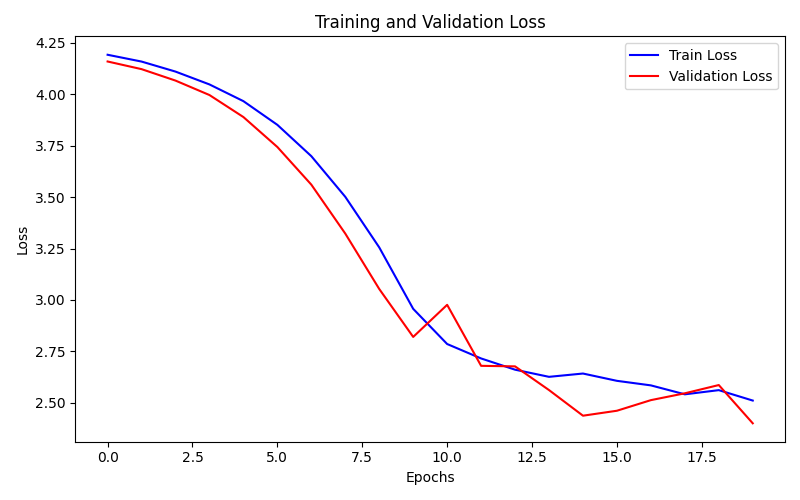 Training and Validation Loss
Train Loss
Validation Loss
4.25
4.00
3.75
3.50
3.25
3.00
2.75
2.50
Loss
0.0 2.5 5.0 7.5 10.0 12.5 15.0 17.5
Epochs